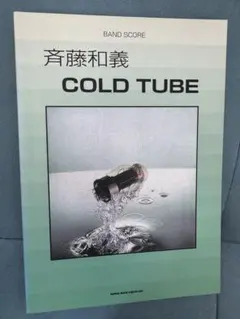 BAND SCORE
斉藤和義
COLD TUBE